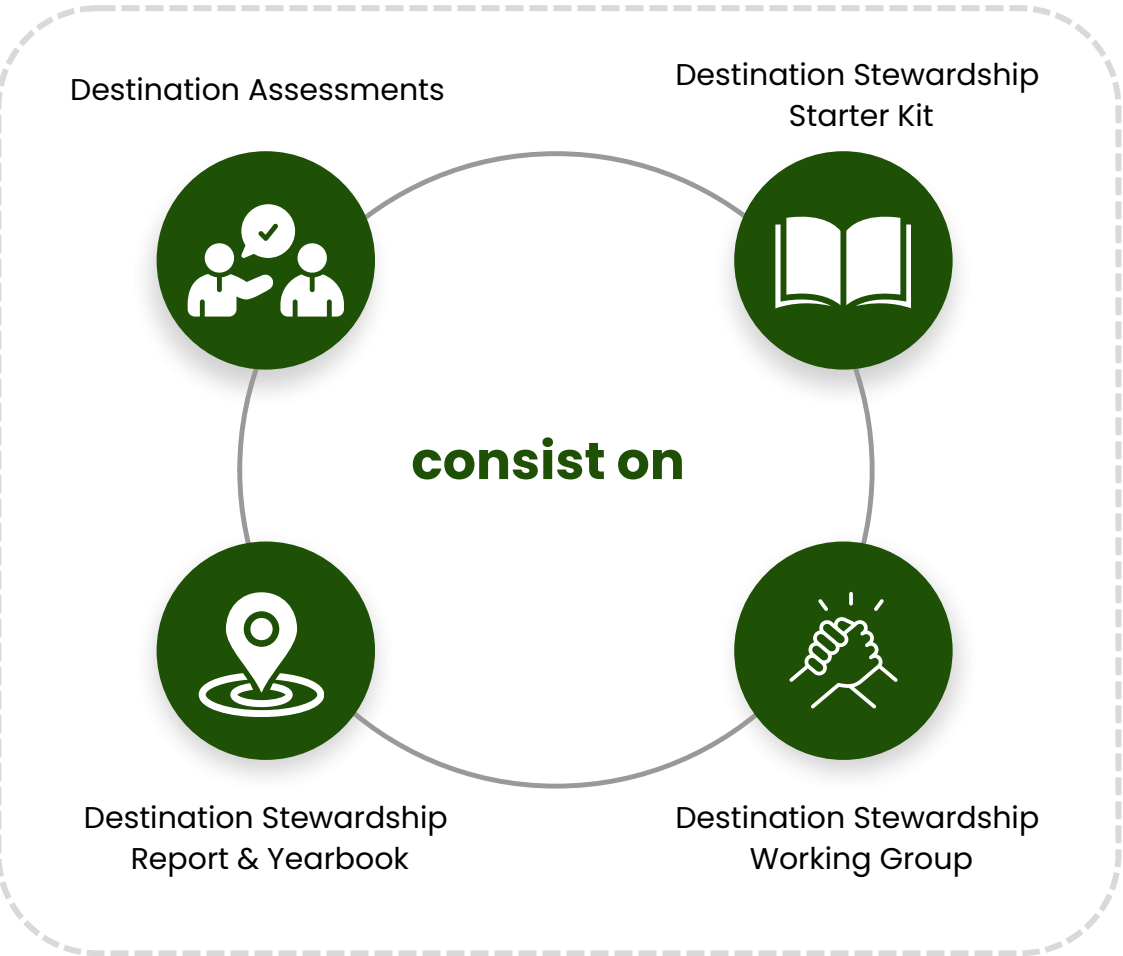 Destination Assessments
Destination Stewardship
Starter Kit
consist on
Destination Stewardship
Report & Yearbook
Destination Stewardship
Working Group